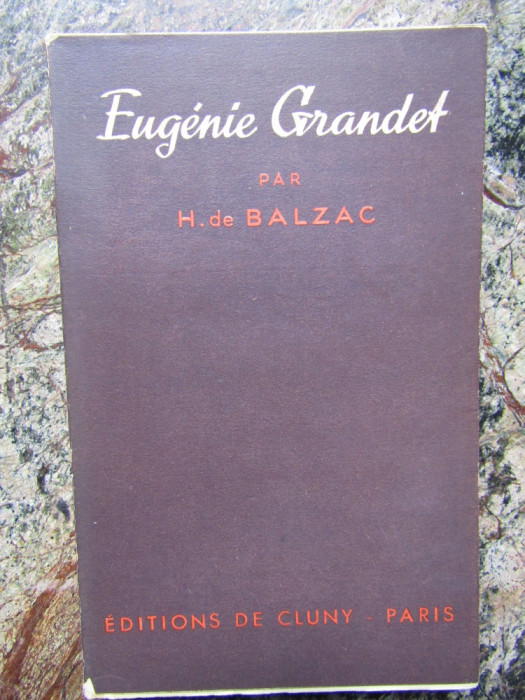 Eugénie Grandet
PAR
H. de BALZAC
ÉDITIONS DE CLUNY - PARIS